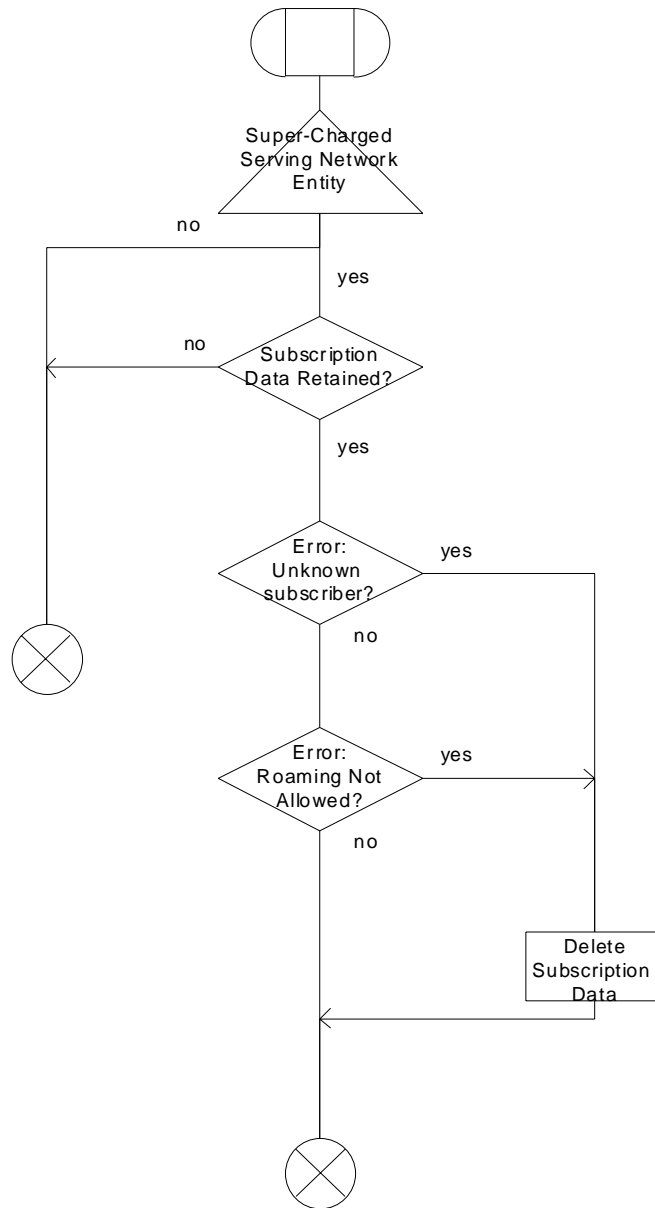 Super-Charged
Serving Network
Entity
no
yes
no
Subscription
Data Retained?
yes
Error:
Unknown
subscriber?
yes
no
Error:
Roaming Not
Allowed?
yes
no
Delete
Subscription
Data